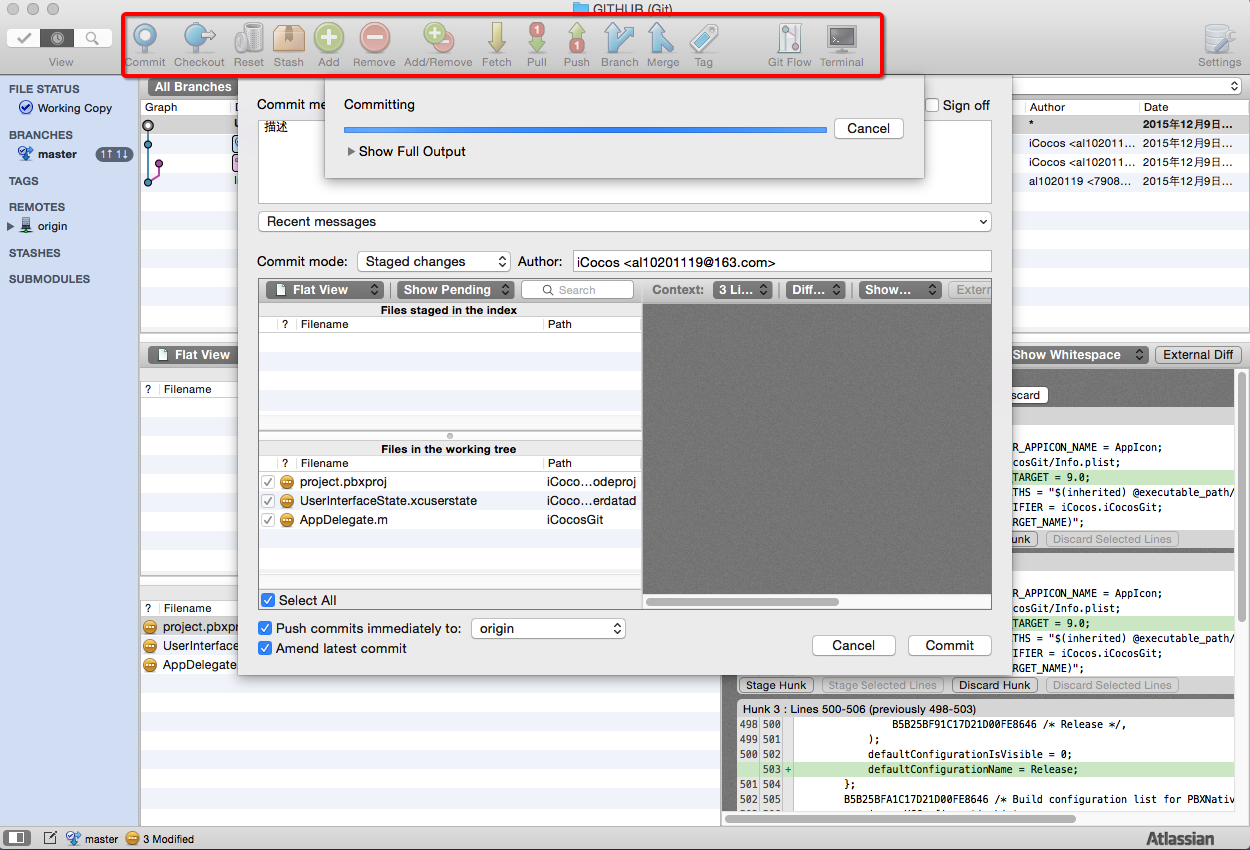 GITHUB (Git)
View
Commit
Checkout
Reset
Stash
Add
Remove
Add/Remove
Fetch
1
Pull
1
Push
Branch
Merge
Tag
Git Flow
Terminal
Settings
FILE STATUS
Working Copy
BRANCHES
master
1↑ 1↓
TAGS
REMOTES
origin
STASHES
SUBMODULES
All Branches
Graph
Author
Date
*
2015年12月9日...
iCocos <al102011...
2015年12月9日...
iCocos <al102011...
2015年12月9日...
al1020119 <7908...
2015年12月9日...
Committing
Cancel
Show Full Output
Commit me
Sign off
描述
Recent messages
Commit mode:
Staged changes
Author:
iCocos <al10201119@163.com>
Flat View
Show Pending
Search
Context:
3 Li...
Diff...
Show...
Extern
Files staged in the index
? Filename
Path
Files in the working tree
? Filename
Path
project.pbxproj
iCoco...odeproj
UserInterfaceState.xcuserstate
iCoco...erdatad
AppDelegate.m
iCocosGit
Select All
Push commits immediately to:
origin
Amend latest commit
Cancel
Commit
Flat View
? Filename
? Filename
project.pbxpr
UserInterface
AppDelegate
Show Whitespace
External Diff
scard
R_APPICON_NAME = AppIcon;
cosGit/Info.plist;
TARGET = 9.0;
THS = "$(inherited) @executable_path/
IFIER = iCocos.iCocosGit;
RGET_NAME)";
unk
Discard Selected Lines
R_APPICON_NAME = AppIcon;
cosGit/Info.plist;
TARGET = 9.0;
THS = "$(inherited) @executable_path/
IFIER = iCocos.iCocosGit;
RGET_NAME)";
Stage Hunk
Stage Selected Lines
Discard Hunk
Discard Selected Lines
Hunk 3 : Lines 500-506 (previously 498-503)
498 500 B5B25BF91C17D21D00FE8646 /* Release */,
499 501 );
500 502 defaultConfigurationIsVisible = 0;
503 + defaultConfigurationName = Release;
501 504 };
502 505 B5B25BFA1C17D21D00FE8646 /* Build configuration list for PBXNativ
master
3 Modified
Atlassian